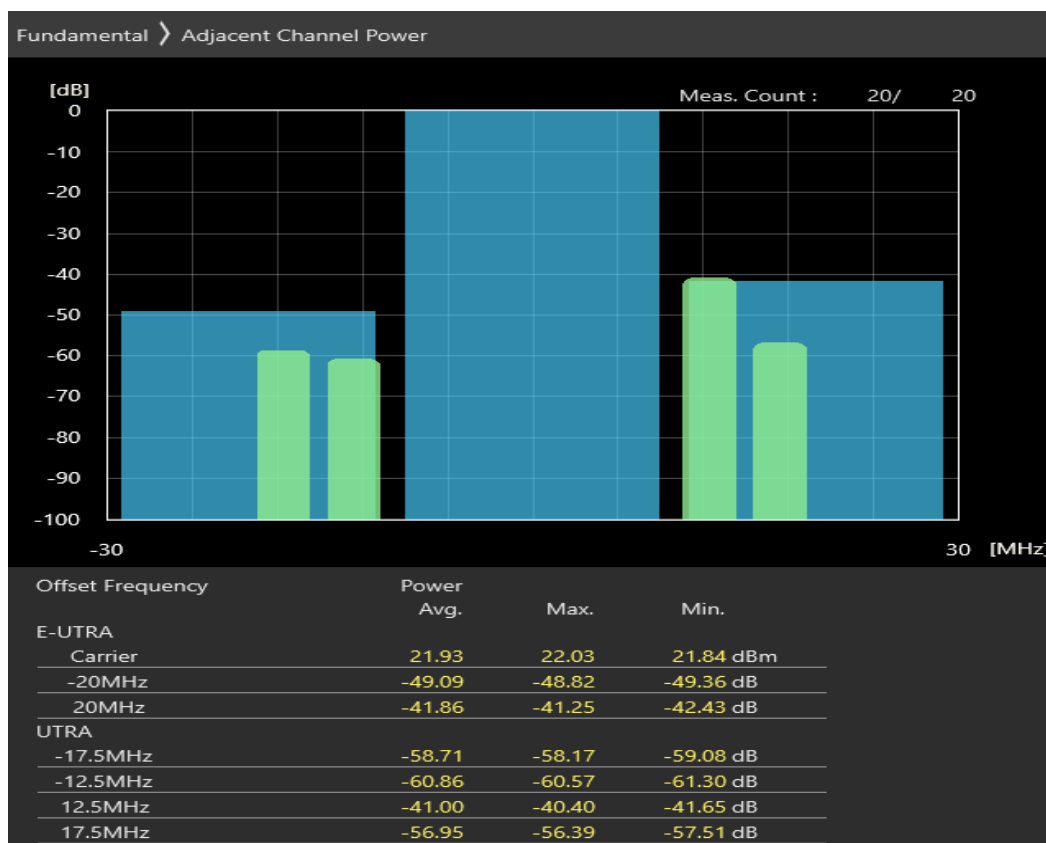 Fundamental 〉 Adjacent Channel Power
[dB]
Meas. Count : 20/ 20
0
-10
-20
-30
-40
-50
-60
-70
-80
-90
-100
-30 30 [MHz]
Offset Frequency Power
Avg. Max. Min.
E-UTRA
Carrier 21.93 22.03 21.84 dBm
-20MHz -49.09 -48.82 -49.36 dB
20MHz -41.86 -41.25 -42.43 dB
UTRA
-17.5MHz -58.71 -58.17 -59.08 dB
-12.5MHz -60.86 -60.57 -61.30 dB
12.5MHz -41.00 -40.40 -41.65 dB
17.5MHz -56.95 -56.39 -57.51 dB